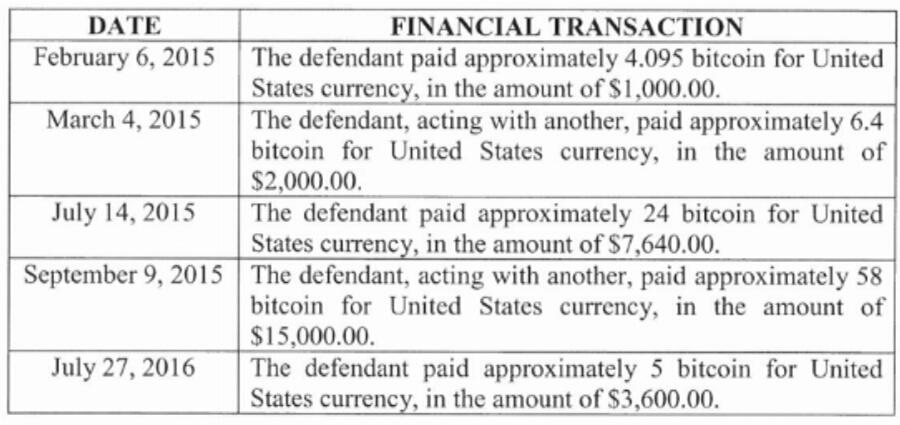 DATE FINANCIAL TRANSACTION
February 6, 2015 The defendant paid approximately 4.095 bitcoin for United
States currency, in the amount of $1,000.00.
March 4, 2015 The defendant, acting with another, paid approximately 6.4
bitcoin for United States currency, in the amount of
$2,000.00.
July 14, 2015 The defendant paid approximately 24 bitcoin for United
States currency, in the amount of $7,640.00.
September 9, 2015 The defendant, acting with another, paid approximately 58
bitcoin for United States currency, in the amount of
$15,000.00.
July 27, 2016 The defendant paid approximately 5 bitcoin for United
States currency, in the amount of $3,600.00.